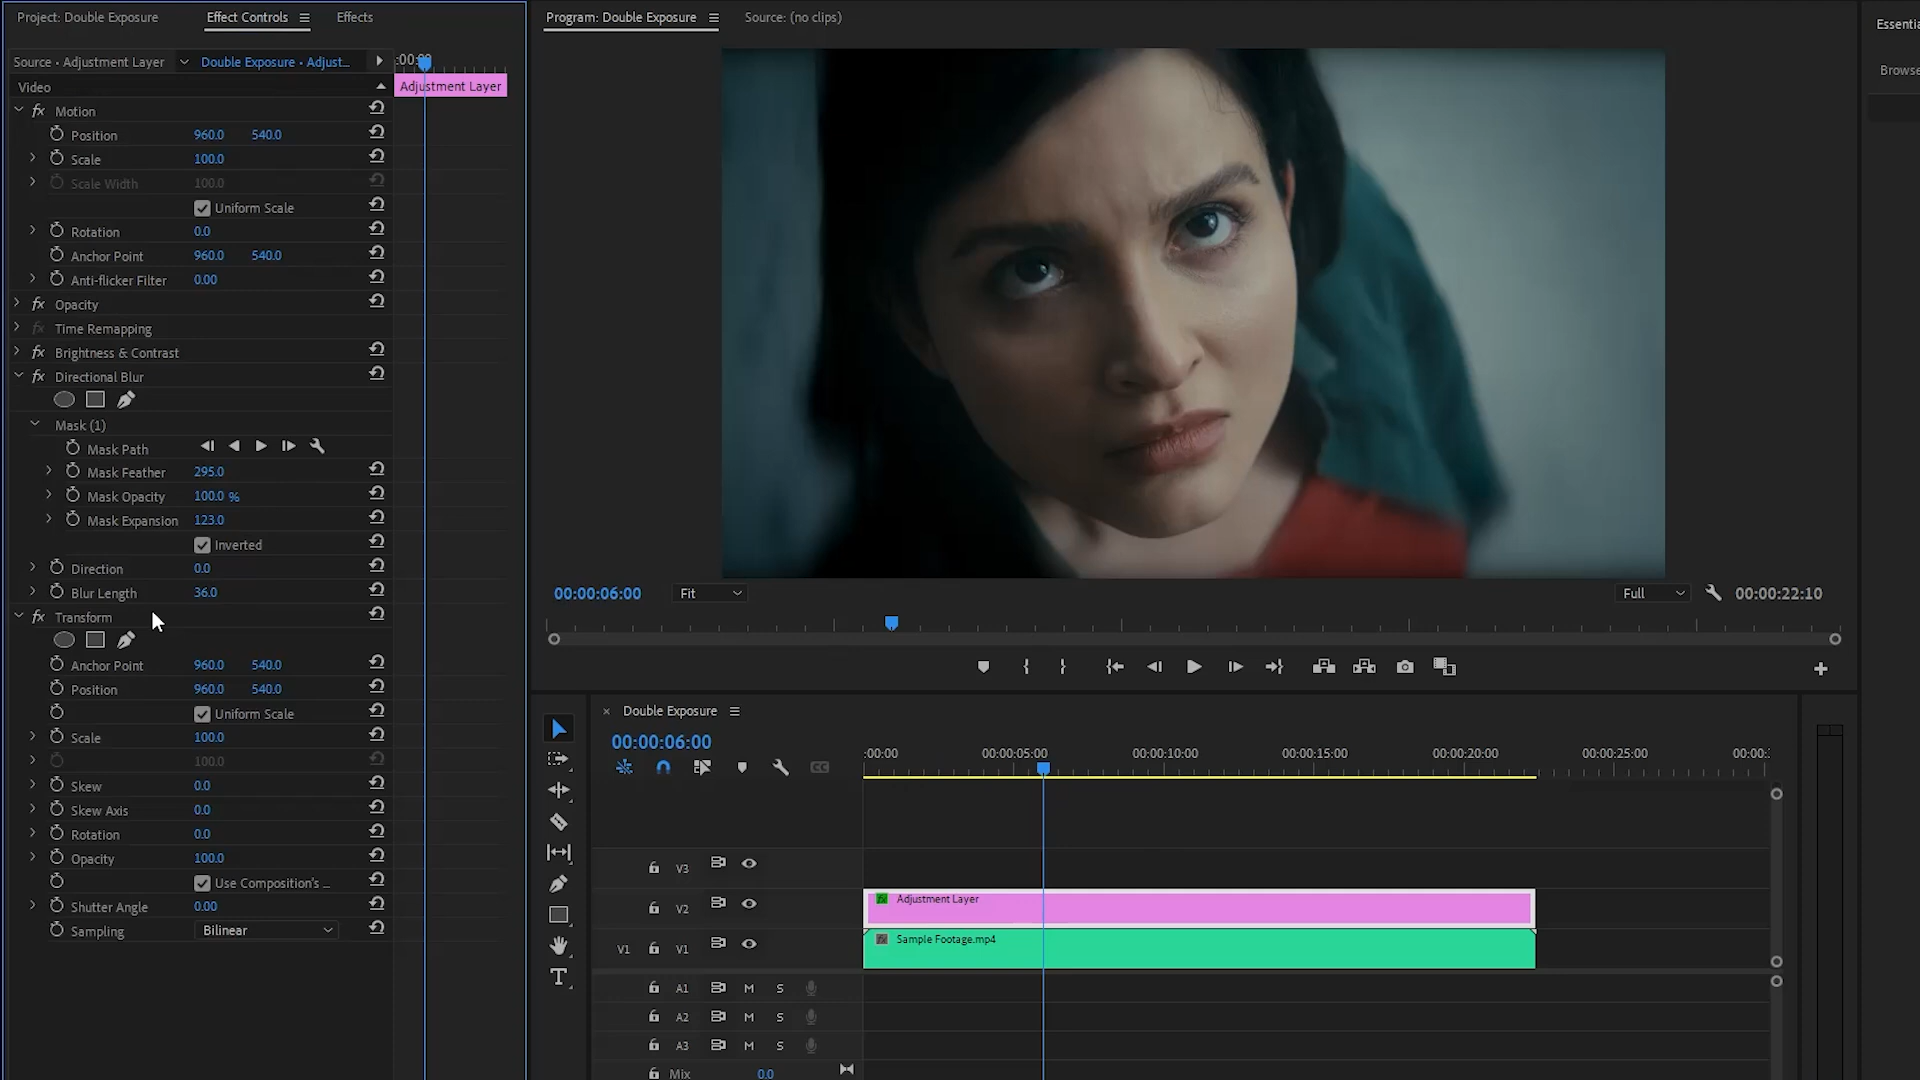 Project: Double Exposure
Effect Controls
Effects
Source • Adjustment Layer
Double Exposure • Adjust...
:00:00
Video
Adjustment Layer
fx Motion
Position 960.0 540.0
Scale 100.0
Scale Width 100.0
Uniform Scale
Rotation 0.0
Anchor Point 960.0 540.0
Anti-flicker Filter 0.00
fx Opacity
fx Time Remapping
fx Brightness & Contrast
fx Directional Blur
Mask (1)
Mask Path
Mask Feather 295.0
Mask Opacity 100.0 %
Mask Expansion 123.0
Inverted
Direction 0.0
Blur Length 36.0
fx Transform
Anchor Point 960.0 540.0
Position 960.0 540.0
Uniform Scale
Scale 100.0
100.0
Skew 0.0
Skew Axis 0.0
Rotation 0.0
Opacity 100.0
Use Composition's ...
Shutter Angle 0.00
Sampling Bilinear
Program: Double Exposure
Source: (no clips)
00:00:06:00
Fit
Full
00:00:22:10
× Double Exposure
00:00:06:00
:00:00 00:00:05:00 00:00:10:00 00:00:15:00 00:00:20:00 00:00:25:00 00:00:
V3
V2
fx Adjustment Layer
V1 V1
fx Sample Footage.mp4
A1 M S
A2 M S
A3 M S
Mix 0.0
Essentia
Browse